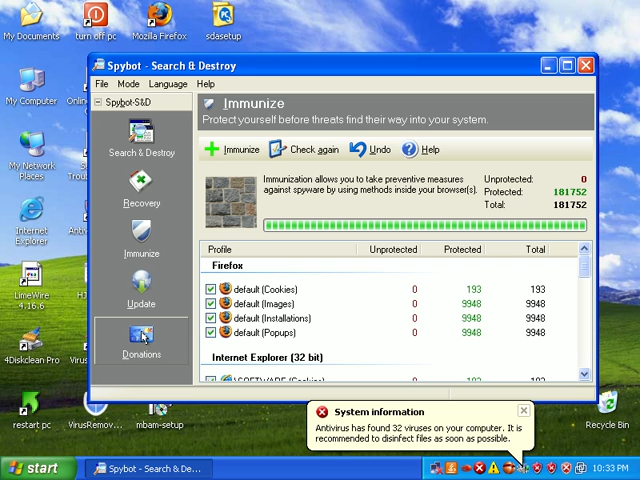 My Documents
turn off pc
Mozilla Firefox
sdasetup
My Computer
My Network
Places
Internet
Explorer
LimeWire
4.16.6
4Diskclean Pro
restart pc
VirusRemov...
mbam-setup
Recycle Bin
Spybot - Search & Destroy
File Mode Language Help
Spybot-S&D
Search & Destroy
Recovery
Immunize
Update
Donations
Immunize
Protect yourself before threats find their way into your system.
Immunize Check again Undo Help
Immunization allows you to take preventive measures
against spyware by using methods inside your browser(s).
Unprotected: 0
Protected: 181752
Total: 181752
Profile Unprotected Protected Total
Firefox
default (Cookies) 0 193 193
default (Images) 0 9948 9948
default (Installations) 0 9948 9948
default (Popups) 0 9948 9948
Internet Explorer (32 bit)
System information
Antivirus has found 32 viruses on your computer. It is
recommended to disinfect files as soon as possible.
start
Spybot - Search & De...
10:33 PM